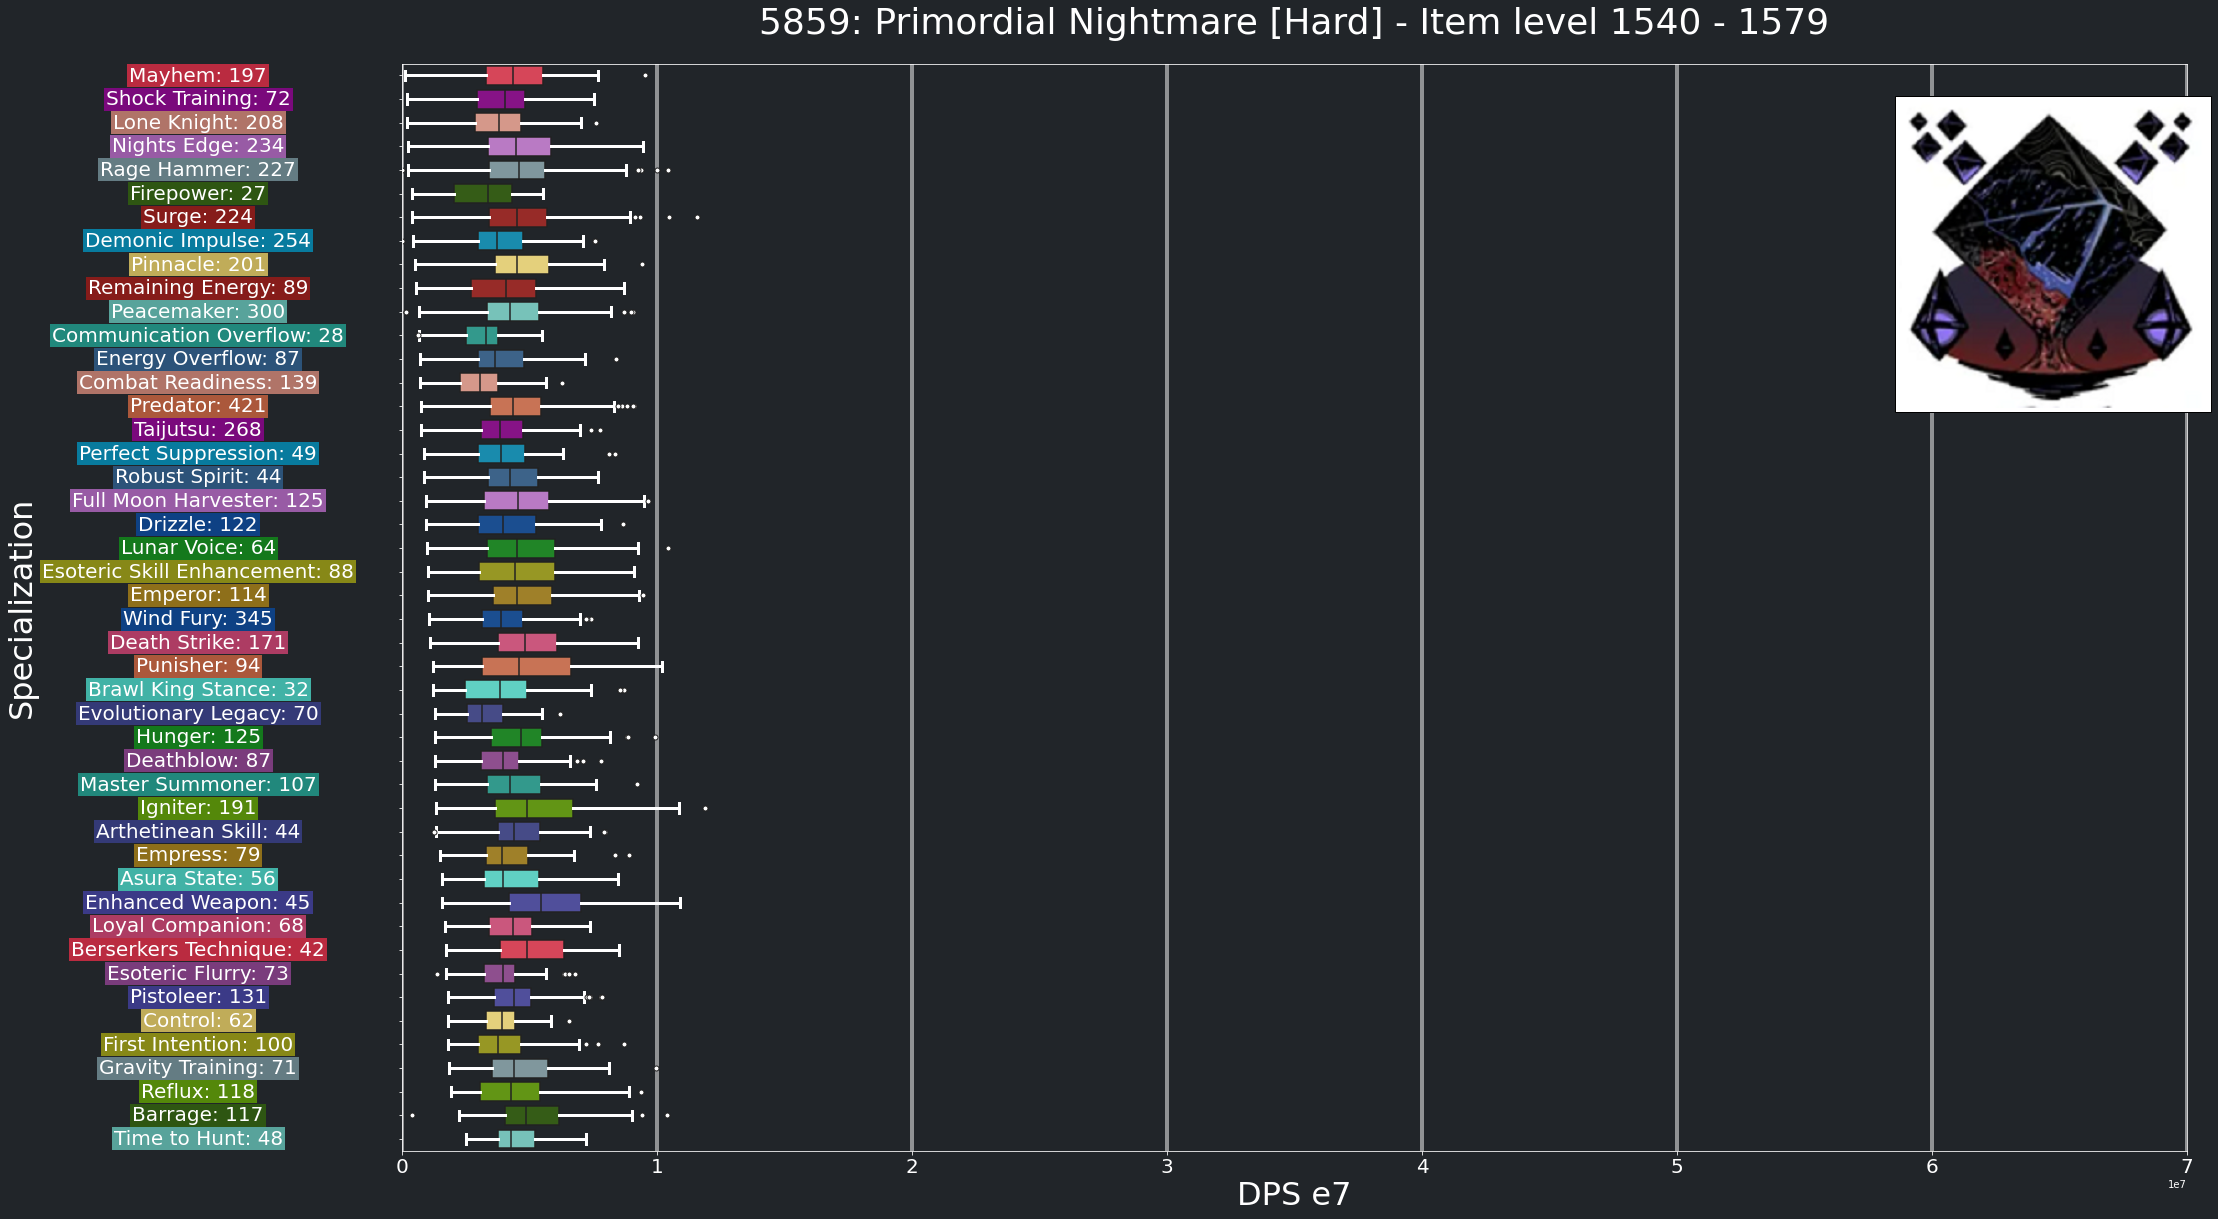 5859: Primordial Nightmare [Hard] - Item level 1540 - 1579
Specialization
Mayhem: 197
Shock Training: 72
Lone Knight: 208
Nights Edge: 234
Rage Hammer: 227
Firepower: 27
Surge: 224
Demonic Impulse: 254
Pinnacle: 201
Remaining Energy: 89
Peacemaker: 300
Communication Overflow: 28
Energy Overflow: 87
Combat Readiness: 139
Predator: 421
Taijutsu: 268
Perfect Suppression: 49
Robust Spirit: 44
Full Moon Harvester: 125
Drizzle: 122
Lunar Voice: 64
Esoteric Skill Enhancement: 88
Emperor: 114
Wind Fury: 345
Death Strike: 171
Punisher: 94
Brawl King Stance: 32
Evolutionary Legacy: 70
Hunger: 125
Deathblow: 87
Master Summoner: 107
Igniter: 191
Arthetinean Skill: 44
Empress: 79
Asura State: 56
Enhanced Weapon: 45
Loyal Companion: 68
Berserkers Technique: 42
Esoteric Flurry: 73
Pistoleer: 131
Control: 62
First Intention: 100
Gravity Training: 71
Reflux: 118
Barrage: 117
Time to Hunt: 48
0 1 2 3 4 5 6 7
1e7
DPS e7